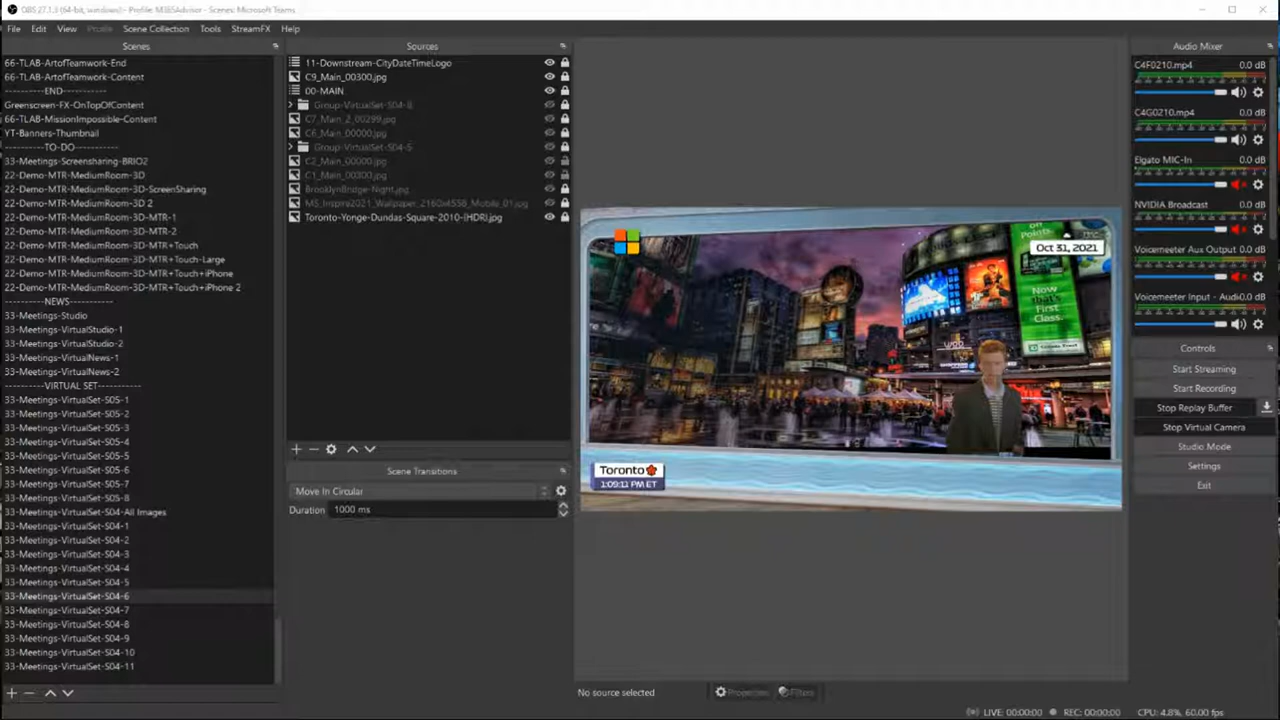 OBS 27.1.3 (64-bit, windows) - Profile: M365Advisor - Scenes: Microsoft Teams
File Edit View Profile Scene Collection Tools StreamFX Help
Scenes
66-TLAB-ArtofTeamwork-End
66-TLAB-ArtofTeamwork-Content
----------END----------
Greenscreen-FX-OnTopOfContent
66-TLAB-MissionImpossible-Content
YT-Banners-Thumbnail
----------TO-DO----------
33-Meetings-Screensharing-BRIO2
22-Demo-MTR-MediumRoom-3D
22-Demo-MTR-MediumRoom-3D-ScreenSharing
22-Demo-MTR-MediumRoom-3D 2
22-Demo-MTR-MediumRoom-3D-MTR-1
22-Demo-MTR-MediumRoom-3D-MTR-2
22-Demo-MTR-MediumRoom-3D-MTR+Touch
22-Demo-MTR-MediumRoom-3D-MTR+Touch-Large
22-Demo-MTR-MediumRoom-3D-MTR+Touch+iPhone
22-Demo-MTR-MediumRoom-3D-MTR+Touch+iPhone 2
----------NEWS----------
33-Meetings-Studio
33-Meetings-VirtualStudio-1
33-Meetings-VirtualStudio-2
33-Meetings-VirtualNews-1
33-Meetings-VirtualNews-2
----------VIRTUAL SET----------
33-Meetings-VirtualSet-S05-1
33-Meetings-VirtualSet-S05-2
33-Meetings-VirtualSet-S05-3
33-Meetings-VirtualSet-S05-4
33-Meetings-VirtualSet-S05-5
33-Meetings-VirtualSet-S05-6
33-Meetings-VirtualSet-S05-7
33-Meetings-VirtualSet-S05-8
33-Meetings-VirtualSet-S04-All Images
33-Meetings-VirtualSet-S04-1
33-Meetings-VirtualSet-S04-2
33-Meetings-VirtualSet-S04-3
33-Meetings-VirtualSet-S04-4
33-Meetings-VirtualSet-S04-5
33-Meetings-VirtualSet-S04-6
33-Meetings-VirtualSet-S04-7
33-Meetings-VirtualSet-S04-8
33-Meetings-VirtualSet-S04-9
33-Meetings-VirtualSet-S04-10
33-Meetings-VirtualSet-S04-11
Sources
11-Downstream-CityDateTimeLogo
C9_Main_00300.jpg
00-MAIN
Group-VirtualSet-S04-8
C7_Main_2_00299.jpg
C6_Main_00000.jpg
Group-VirtualSet-S04-5
C2_Main_00000.jpg
C1_Main_00000.jpg
BrooklynBridge-Night.jpg
MS_Inspire2021_Wallpaper_2160x4558_Mobile_01.jpg
Toronto-Yonge-Dundas-Square-2010-(HDR).jpg
Scene Transitions
Move In Circular
Duration 1000 ms
on
Points.
Now
that's
First
Class.
Oct 31, 2021
Toronto
1:09:11 PM ET
No source selected
Properties Filters
Audio Mixer
C4F0210.mp4 0.0 dB
C4G0210.mp4 0.0 dB
Elgato MIC-In 0.0 dB
NVIDIA Broadcast 0.0 dB
Voicemeeter Aux Output 0.0 dB
Voicemeeter Input - Audi0.0 dB
Controls
Start Streaming
Start Recording
Stop Replay Buffer
Stop Virtual Camera
Studio Mode
Settings
Exit
LIVE: 00:00:00 REC: 00:00:00 CPU: 4.8%, 60.00 fps